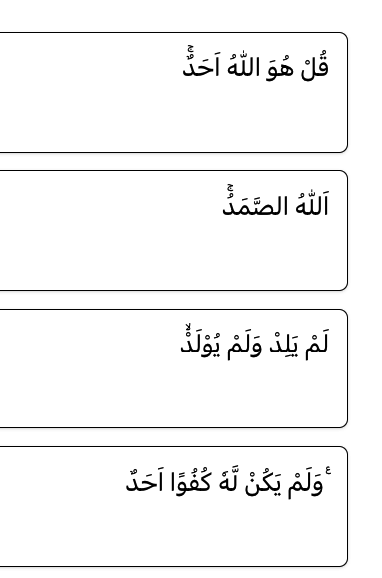 قُلْ هُوَ اللّٰهُ اَحَدٌۚ
اَللّٰهُ الصَّمَدُۚ
لَمْ يَلِدْ وَلَمْ يُوْلَدْۙ
وَلَمْ يَكُنْ لَّهٗ كُفُوًا اَحَدٌ ࣖ